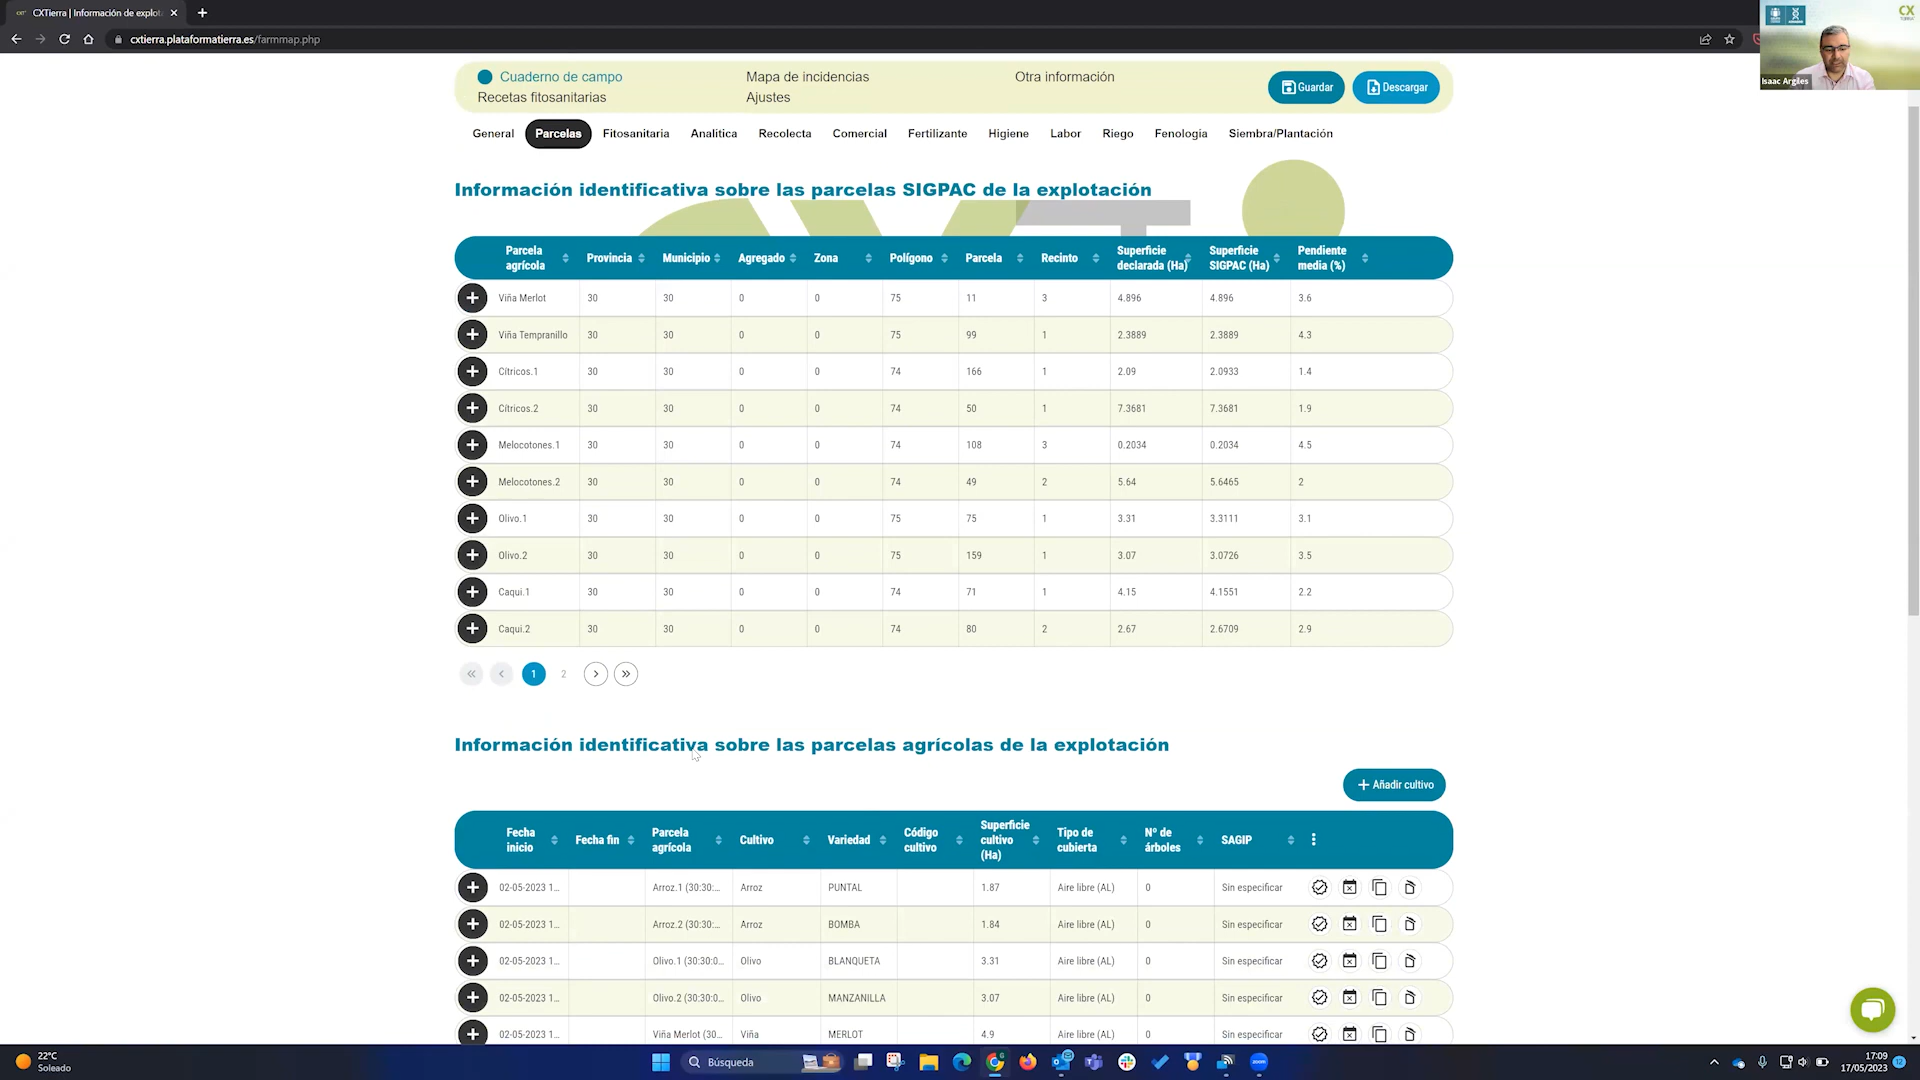 CXTierra | Información de explot
cxtierra.plataformatierra.es/farmmap.php
CX
Isaac Argiles
Cuaderno de campo
Mapa de incidencias
Otra información
Recetas fitosanitarias
Ajustes
Guardar
Descargar
General Parcelas Fitosanitaria Analítica Recolecta Comercial Fertilizante Higiene Labor Riego Fenología Siembra/Plantación
Información identificativa sobre las parcelas SIGPAC de la explotación
Parcela agrícola Provincia Municipio Agregado Zona Polígono Parcela Recinto Superficie declarada (Ha) Superficie SIGPAC (Ha) Pendiente media (%)
Viña Merlot 30 30 0 0 75 11 3 4.896 4.896 3.6
Viña Tempranillo 30 30 0 0 75 99 1 2.3889 2.3889 4.3
Cítricos.1 30 30 0 0 74 166 1 2.09 2.0933 1.4
Cítricos.2 30 30 0 0 74 50 1 7.3681 7.3681 1.9
Melocotones.1 30 30 0 0 74 108 3 0.2034 0.2034 4.5
Melocotones.2 30 30 0 0 74 49 2 5.64 5.6465 2
Olivo.1 30 30 0 0 75 75 1 3.31 3.3111 3.1
Olivo.2 30 30 0 0 75 159 1 3.07 3.0726 3.5
Caqui.1 30 30 0 0 74 71 1 4.15 4.1551 2.2
Caqui.2 30 30 0 0 74 80 2 2.67 2.6709 2.9
« ‹ 1 2 › »
Información identificativa sobre las parcelas agrícolas de la explotación
+ Añadir cultivo
Fecha inicio Fecha fin Parcela agrícola Cultivo Variedad Código cultivo Superficie cultivo (Ha) Tipo de cubierta Nº de árboles SAGIP
02-05-2023 1... Arroz.1 (30:30:... Arroz PUNTAL 1.87 Aire libre (AL) 0 Sin especificar
02-05-2023 1... Arroz.2 (30:30:... Arroz BOMBA 1.84 Aire libre (AL) 0 Sin especificar
02-05-2023 1... Olivo.1 (30:30:0... Olivo BLANQUETA 3.31 Aire libre (AL) 0 Sin especificar
02-05-2023 1... Olivo.2 (30:30:0... Olivo MANZANILLA 3.07 Aire libre (AL) 0 Sin especificar
02-05-2023 1... Viña Merlot (30... Viña MERLOT 4.9 Aire libre (AL) 0 Sin especificar
22°C
Soleado
Búsqueda
17:09
17/05/2023